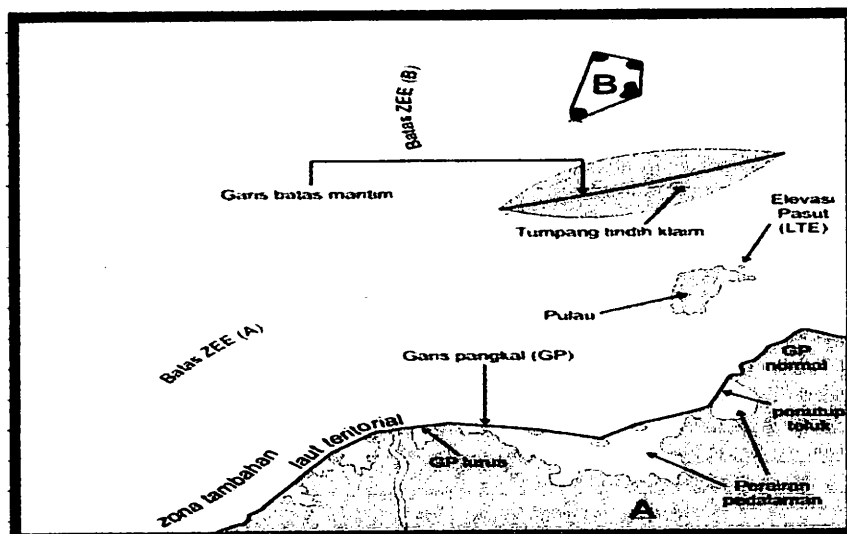 B
Batas ZEE (B)
Garis batas maritim
Tumpang tindih klaim
Elevasi
Pasut
(LTE)
Pulau
Batas ZEE (A)
Garis pangkal (GP)
GP
normal
penutup
teluk
laut teritorial
GP lurus
zona tambahan
Perairan
pedalaman
A